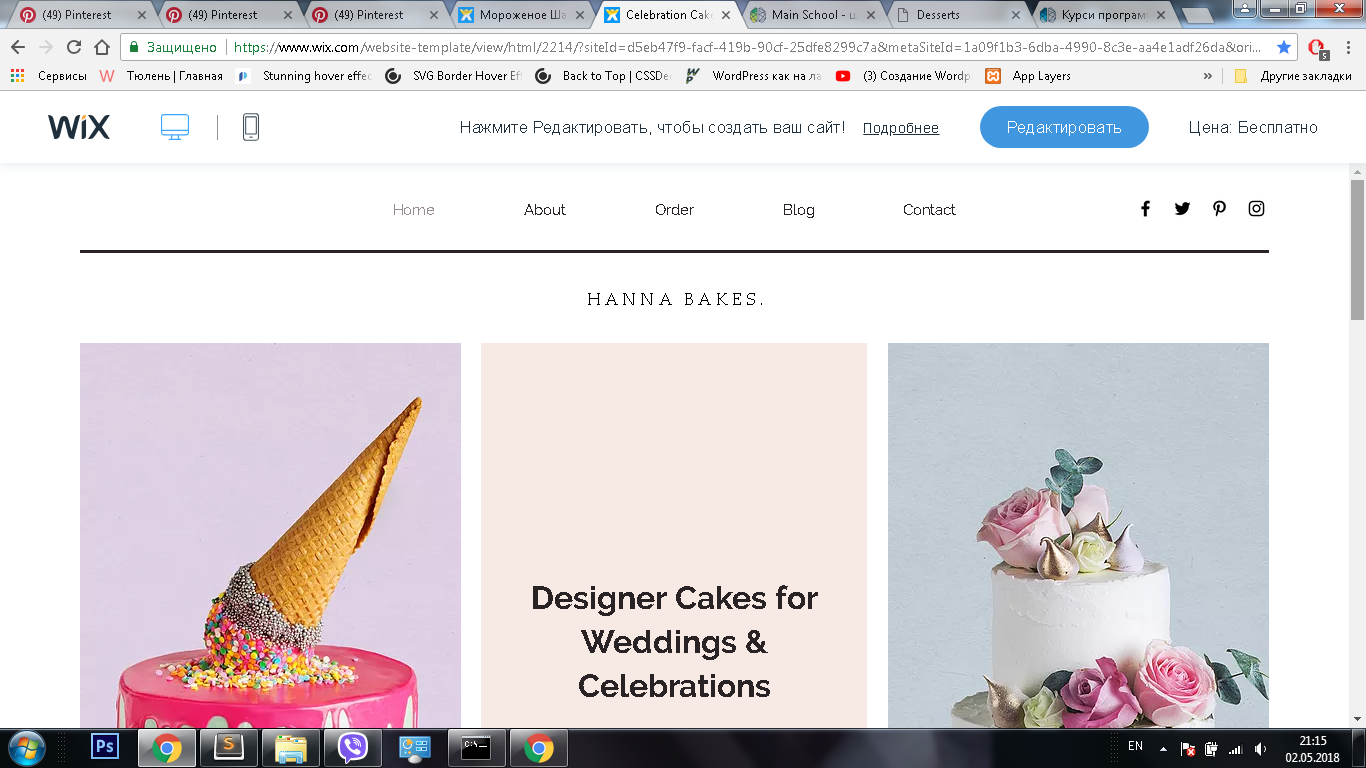 (49) Pinterest
(49) Pinterest
(49) Pinterest
Мороженое Ша
Celebration Cake
Main School - ш
Desserts
Курси програм
Защищено https://www.wix.com/website-template/view/html/2214/?siteId=d5eb47f9-facf-419b-90cf-25dfe8299c7a&metaSiteId=1a09f1b3-6dba-4990-8c3e-aa4e1adf26da&ori... 5
Сервисы Тюлень | Главная Stunning hover effec SVG Border Hover Ef Back to Top | CSSDe WordPress как на ла (3) Создание Wordp App Layers » Другие закладки
WiX Нажмите Редактировать, чтобы создать ваш сайт! Подробнее Редактировать Цена: Бесплатно
Home About Order Blog Contact
HANNA BAKES.
Designer Cakes for
Weddings &
Celebrations
Ps S C:\_ EN 21:15
02.05.2018